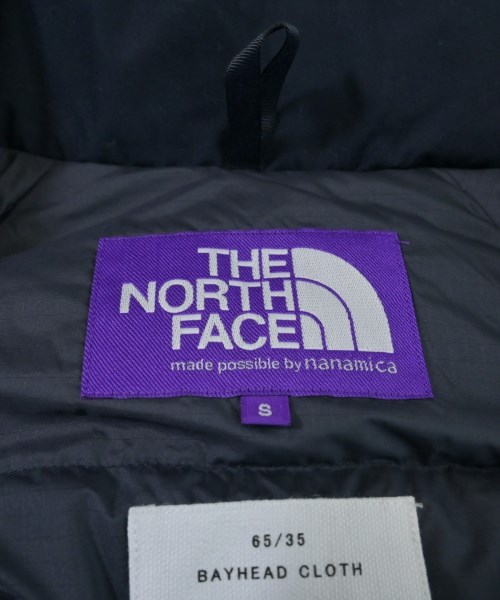 THE
NORTH
FACE
made possible by nanamica
S
65/35
BAYHEAD CLOTH